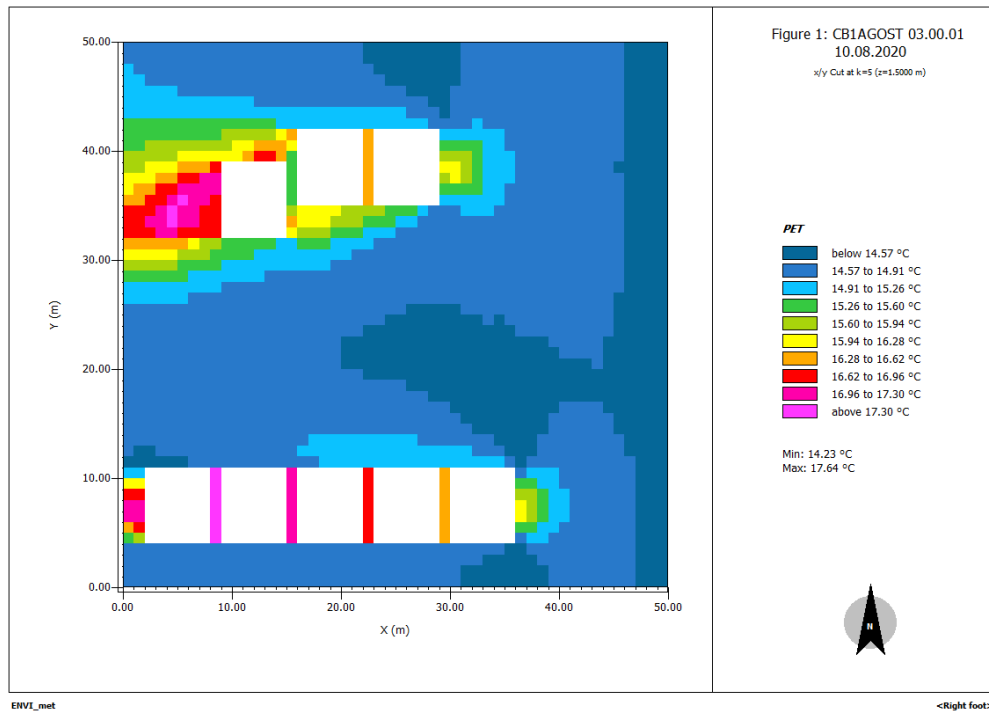 Figure 1: CB1AGOST 03.00.01
10.08.2020
x/y Cut at k=5 (z=1.5000 m)
50.00
40.00
30.00
20.00
10.00
0.00
Y (m)
0.00 10.00 20.00 30.00 40.00 50.00
X (m)
PET
below 14.57 °C
14.57 to 14.91 °C
14.91 to 15.26 °C
15.26 to 15.60 °C
15.60 to 15.94 °C
15.94 to 16.28 °C
16.28 to 16.62 °C
16.62 to 16.96 °C
16.96 to 17.30 °C
above 17.30 °C
Min: 14.23 °C
Max: 17.64 °C
N
ENVI_met
<Right foot>